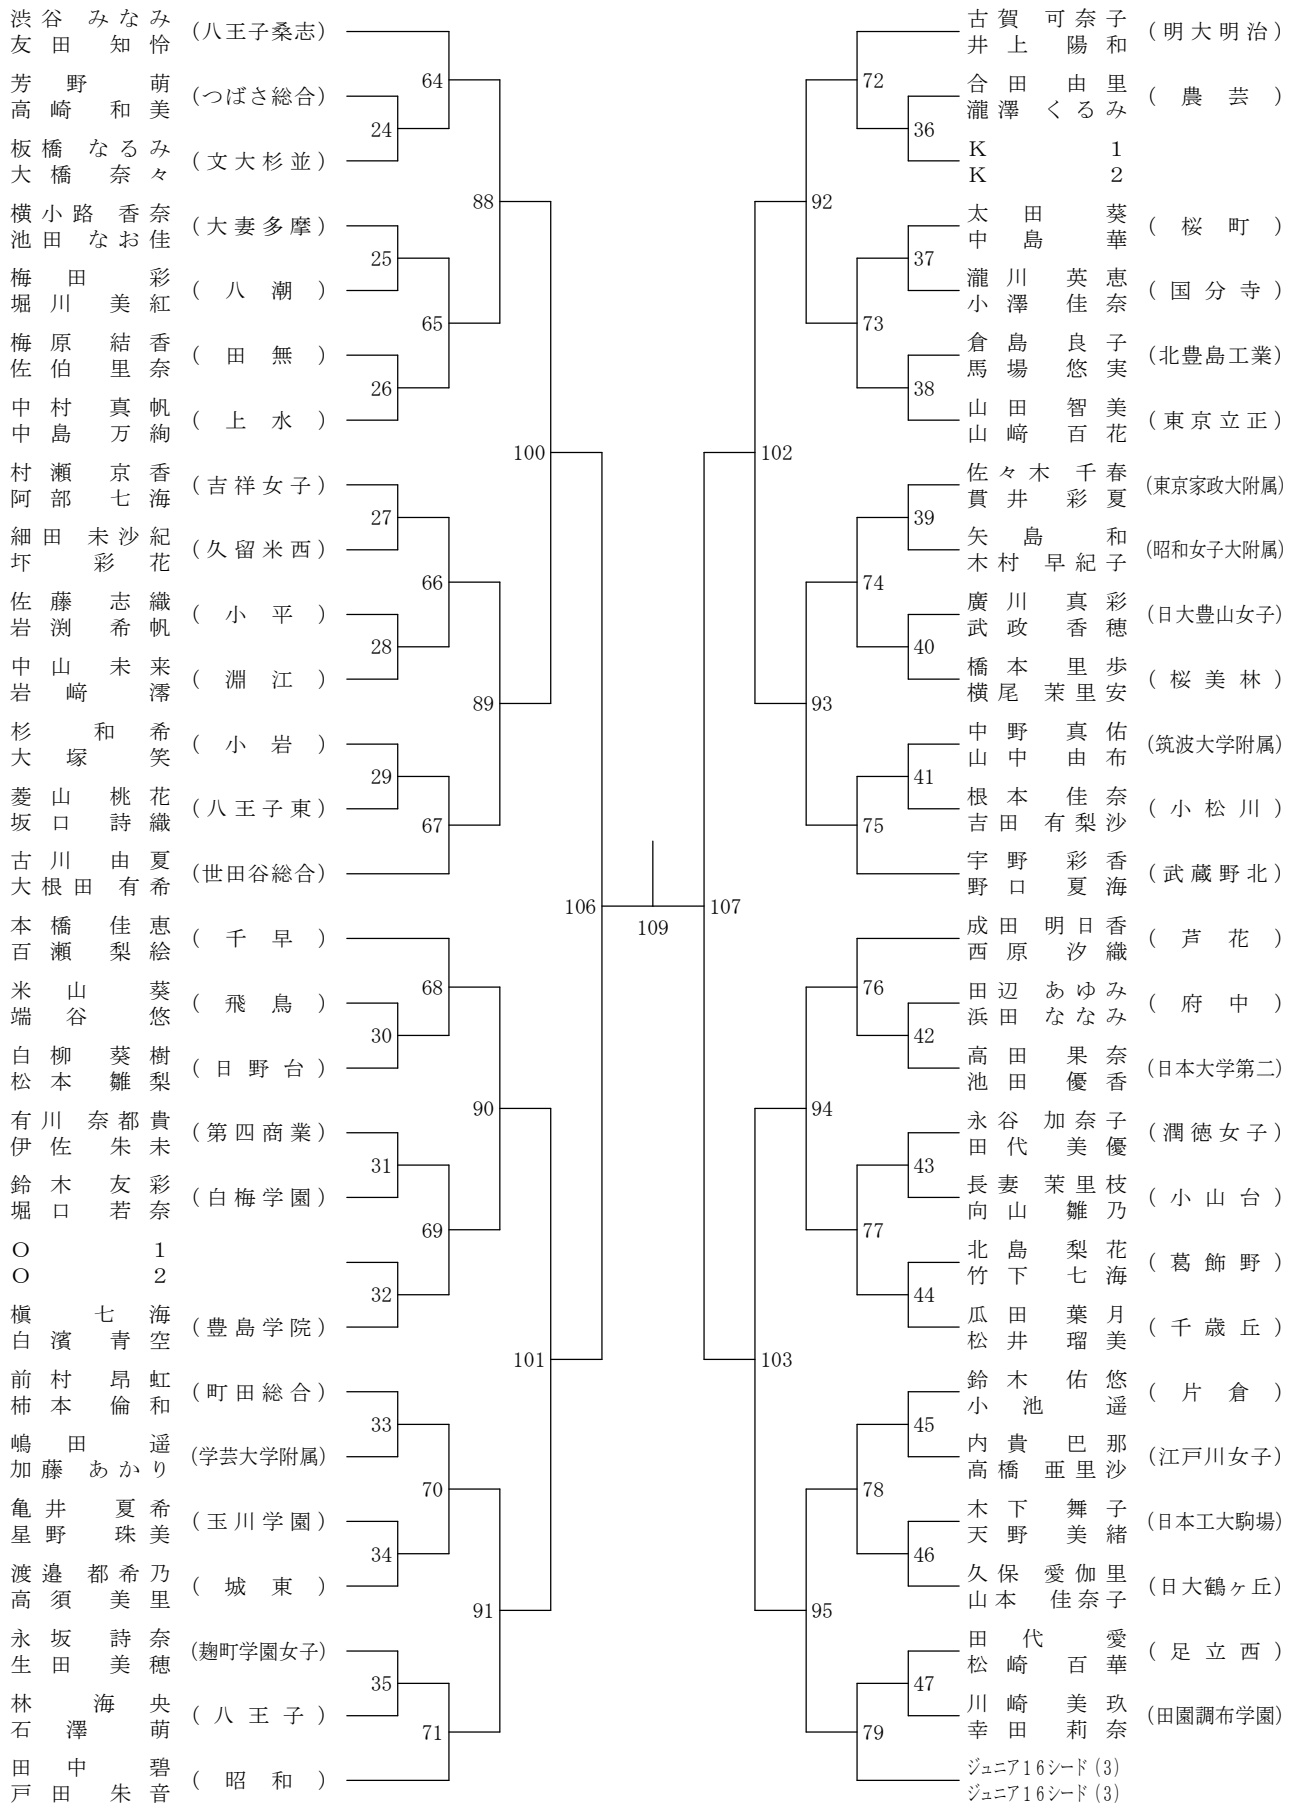 渋谷 みなみ
友田 知怜
(八王子桑志)
芳野 萌
高崎 和美
(つばさ総合)
板橋 なるみ
大橋 奈々
(文大杉並)
横小路 香奈
池田 なお佳
(大妻多摩)
梅田 彩
堀川 美紅
(八潮)
梅原 結香
佐伯 里奈
(田無)
中村 真帆
中島 万絢
(上水)
村瀬 京香
阿部 七海
(吉祥女子)
細田 未沙紀
圷 彩花
(久留米西)
佐藤 志織
岩渕 希帆
(小平)
中山 未来
岩﨑 澪
(淵江)
杉 和希
大塚 笑
(小岩)
菱山 桃花
坂口 詩織
(八王子東)
古川 由夏
大根田 有希
(世田谷総合)
本橋 佳恵
百瀬 梨絵
(千早)
米山 葵
端谷 悠
(飛鳥)
白柳 葵樹
松本 雛梨
(日野台)
有川 奈都貴
伊佐 朱未
(第四商業)
鈴木 友彩
堀口 若奈
(白梅学園)
O 1
O 2
槇 七海
白濱 青空
(豊島学院)
前村 昂虹
柿本 倫和
(町田総合)
嶋田 遥
加藤 あかり
(学芸大学附属)
亀井 夏希
星野 珠美
(玉川学園)
渡邉 都希乃
高須 美里
(城東)
永坂 詩奈
生田 美穂
(麹町学園女子)
林 海央
石澤 萌
(八王子)
田中 碧
戸田 朱音
(昭和)
24
25
26
27
28
29
30
31
32
33
34
35
64
65
66
67
68
69
70
71
88
89
90
91
100
101
106
109
107
102
103
92
93
94
95
72
73
74
75
76
77
78
79
36
37
38
39
40
41
42
43
44
45
46
47
古賀 可奈子
井上 陽和
(明大明治)
合田 由里
瀧澤 くるみ
(農芸)
K 1
K 2
太田 葵
中島 華
(桜町)
瀧川 英恵
小澤 佳奈
(国分寺)
倉島 良子
馬場 悠実
(北豊島工業)
山田 智美
山﨑 百花
(東京立正)
佐々木 千春
貫井 彩夏
(東京家政大附属)
矢島 和
木村 早紀子
(昭和女子大附属)
廣川 真彩
武政 香穂
(日大豊山女子)
橋本 里歩
横尾 茉里安
(桜美林)
中野 真佑
山中 由布
(筑波大学附属)
根本 佳奈
吉田 有梨沙
(小松川)
宇野 彩香
野口 夏海
(武蔵野北)
成田 明日香
西原 汐織
(芦花)
田辺 あゆみ
浜田 ななみ
(府中)
高田 果奈
池田 優香
(日本大学第二)
永谷 加奈子
田代 美優
(潤徳女子)
長妻 茉里枝
向山 雛乃
(小山台)
北島 梨花
竹下 七海
(葛飾野)
瓜田 葉月
松井 瑠美
(千歳丘)
鈴木 佑悠
小池 遥
(片倉)
内貴 巴那
高橋 亜里沙
(江戸川女子)
木下 舞子
天野 美緒
(日本工大駒場)
久保 愛伽里
山本 佳奈子
(日大鶴ヶ丘)
田代 愛
松崎 百華
(足立西)
川崎 美玖
幸田 莉奈
(田園調布学園)
ジュニア16シード(3)
ジュニア16シード(3)